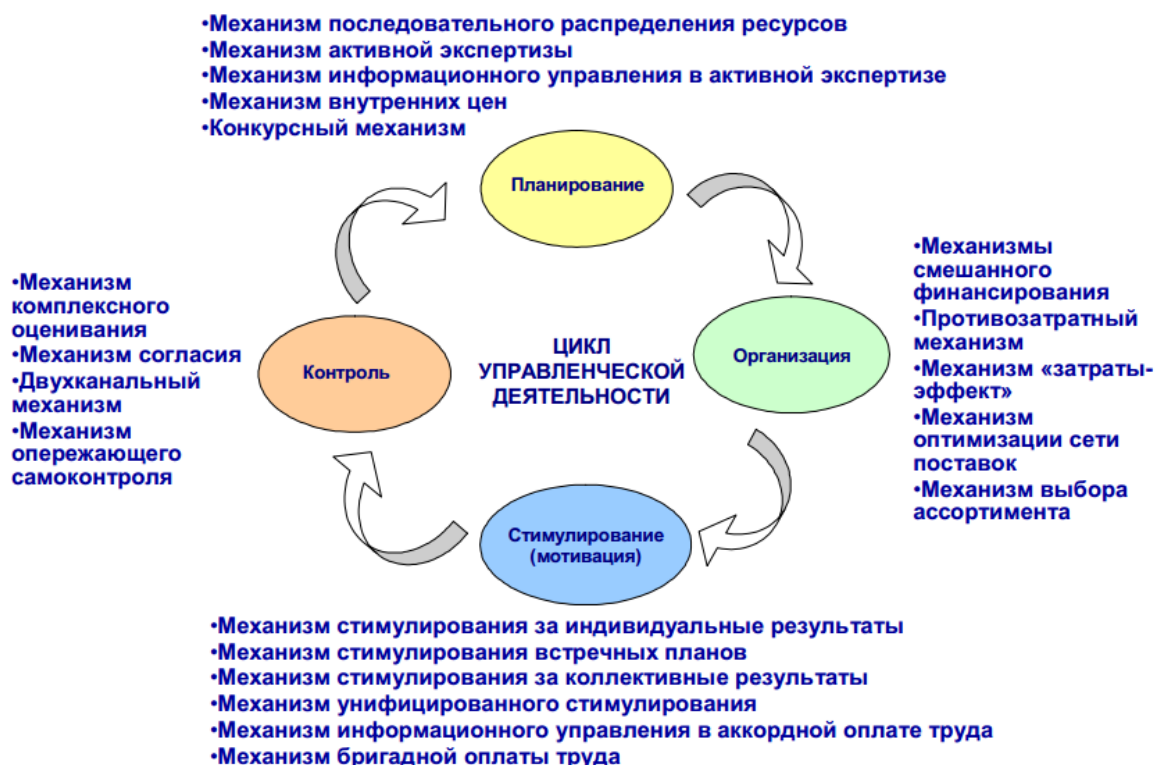 •Механизм последовательного распределения ресурсов
•Механизм активной экспертизы
•Механизм информационного управления в активной экспертизе
•Механизм внутренних цен
•Конкурсный механизм
Планирование
•Механизмы
смешанного
финансирования
•Противозатратный
механизм
•Механизм «затраты-
эффект»
•Механизм
оптимизации сети
поставок
•Механизм выбора
ассортимента
Организация
ЦИКЛ
УПРАВЛЕНЧЕСКОЙ
ДЕЯТЕЛЬНОСТИ
Контроль
•Механизм
комплексного
оценивания
•Механизм согласия
•Двухканальный
механизм
•Механизм
опережающего
самоконтроля
Стимулирование
(мотивация)
•Механизм стимулирования за индивидуальные результаты
•Механизм стимулирования встречных планов
•Механизм стимулирования за коллективные результаты
•Механизм унифицированного стимулирования
•Механизм информационного управления в аккордной оплате труда
•Механизм бригадной оплаты труда